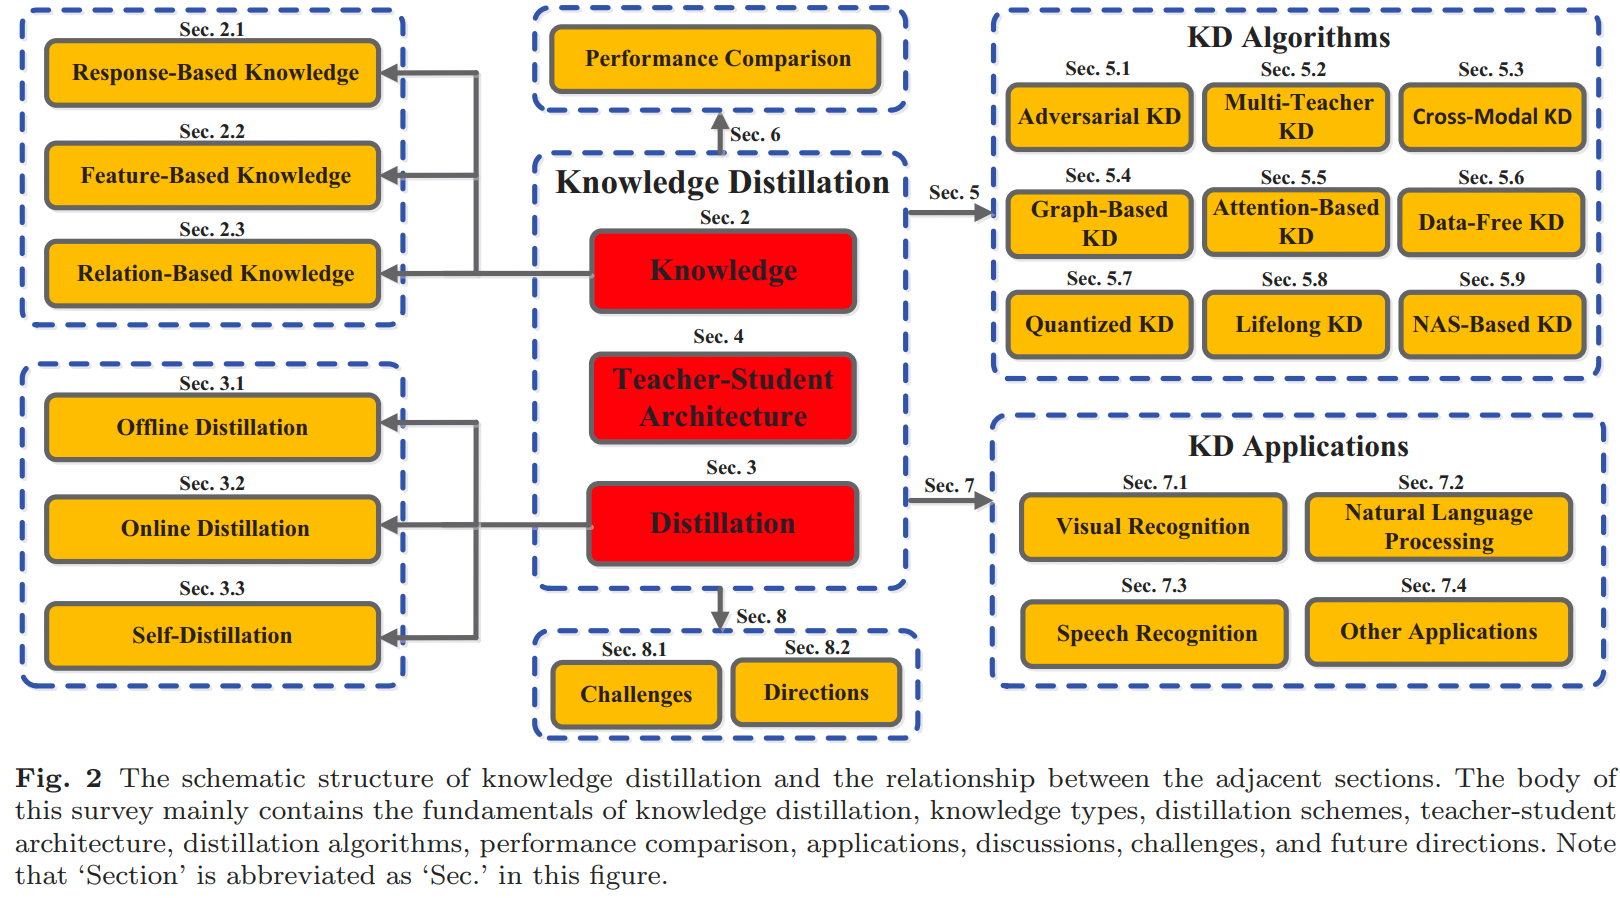 Sec. 2.1
Response-Based Knowledge
Sec. 2.2
Feature-Based Knowledge
Sec. 2.3
Relation-Based Knowledge
Sec. 3.1
Offline Distillation
Sec. 3.2
Online Distillation
Sec. 3.3
Self-Distillation
Performance Comparison
Sec. 6
Knowledge Distillation
Sec. 2
Knowledge
Sec. 4
Teacher-Student
Architecture
Sec. 3
Distillation
Sec. 8
Sec. 8.1
Challenges
Sec. 8.2
Directions
Sec. 5
KD Algorithms
Sec. 5.1
Adversarial KD
Sec. 5.2
Multi-Teacher
KD
Sec. 5.3
Cross-Modal KD
Sec. 5.4
Graph-Based
KD
Sec. 5.5
Attention-Based
KD
Sec. 5.6
Data-Free KD
Sec. 5.7
Quantized KD
Sec. 5.8
Lifelong KD
Sec. 5.9
NAS-Based KD
Sec. 7
KD Applications
Sec. 7.1
Visual Recognition
Sec. 7.2
Natural Language
Processing
Sec. 7.3
Speech Recognition
Sec. 7.4
Other Applications
Fig. 2 The schematic structure of knowledge distillation and the relationship between the adjacent sections. The body of
this survey mainly contains the fundamentals of knowledge distillation, knowledge types, distillation schemes, teacher-student
architecture, distillation algorithms, performance comparison, applications, discussions, challenges, and future directions. Note
that ‘Section’ is abbreviated as ‘Sec.’ in this figure.